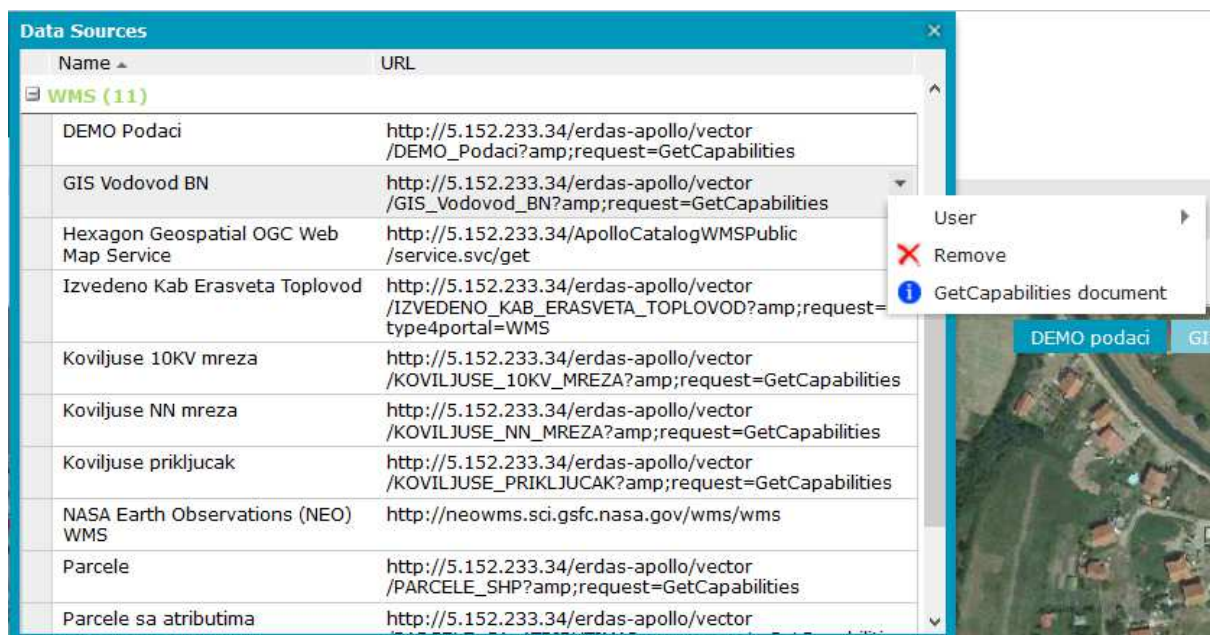 Data Sources
Name URL
WMS (11)
DEMO Podaci http://5.152.233.34/erdas-apollo/vector
/DEMO_Podaci?amp;request=GetCapabilities
GIS Vodovod BN http://5.152.233.34/erdas-apollo/vector
/GIS_Vodovod_BN?amp;request=GetCapabilities
User
Remove
GetCapabilities document
Hexagon Geospatial OGC Web http://5.152.233.34/ApolloCatalogWMSPublic
Map Service /service.svc/get
Izvedeno Kab Erasveta Toplovod http://5.152.233.34/erdas-apollo/vector
/IZVEDENO_KAB_ERASVETA_TOPLOVOD?amp;request=
type4portal=WMS
DEMO podaci GI
Koviljuse 10KV mreza http://5.152.233.34/erdas-apollo/vector
/KOVILJUSE_10KV_MREZA?amp;request=GetCapabilities
Koviljuse NN mreza http://5.152.233.34/erdas-apollo/vector
/KOVILJUSE_NN_MREZA?amp;request=GetCapabilities
Koviljuse prikljucak http://5.152.233.34/erdas-apollo/vector
/KOVILJUSE_PRIKLJUCAK?amp;request=GetCapabilities
NASA Earth Observations (NEO) http://neowms.sci.gsfc.nasa.gov/wms/wms
WMS
Parcele http://5.152.233.34/erdas-apollo/vector
/PARCELE_SHP?amp;request=GetCapabilities
Parcele sa atributima http://5.152.233.34/erdas-apollo/vector